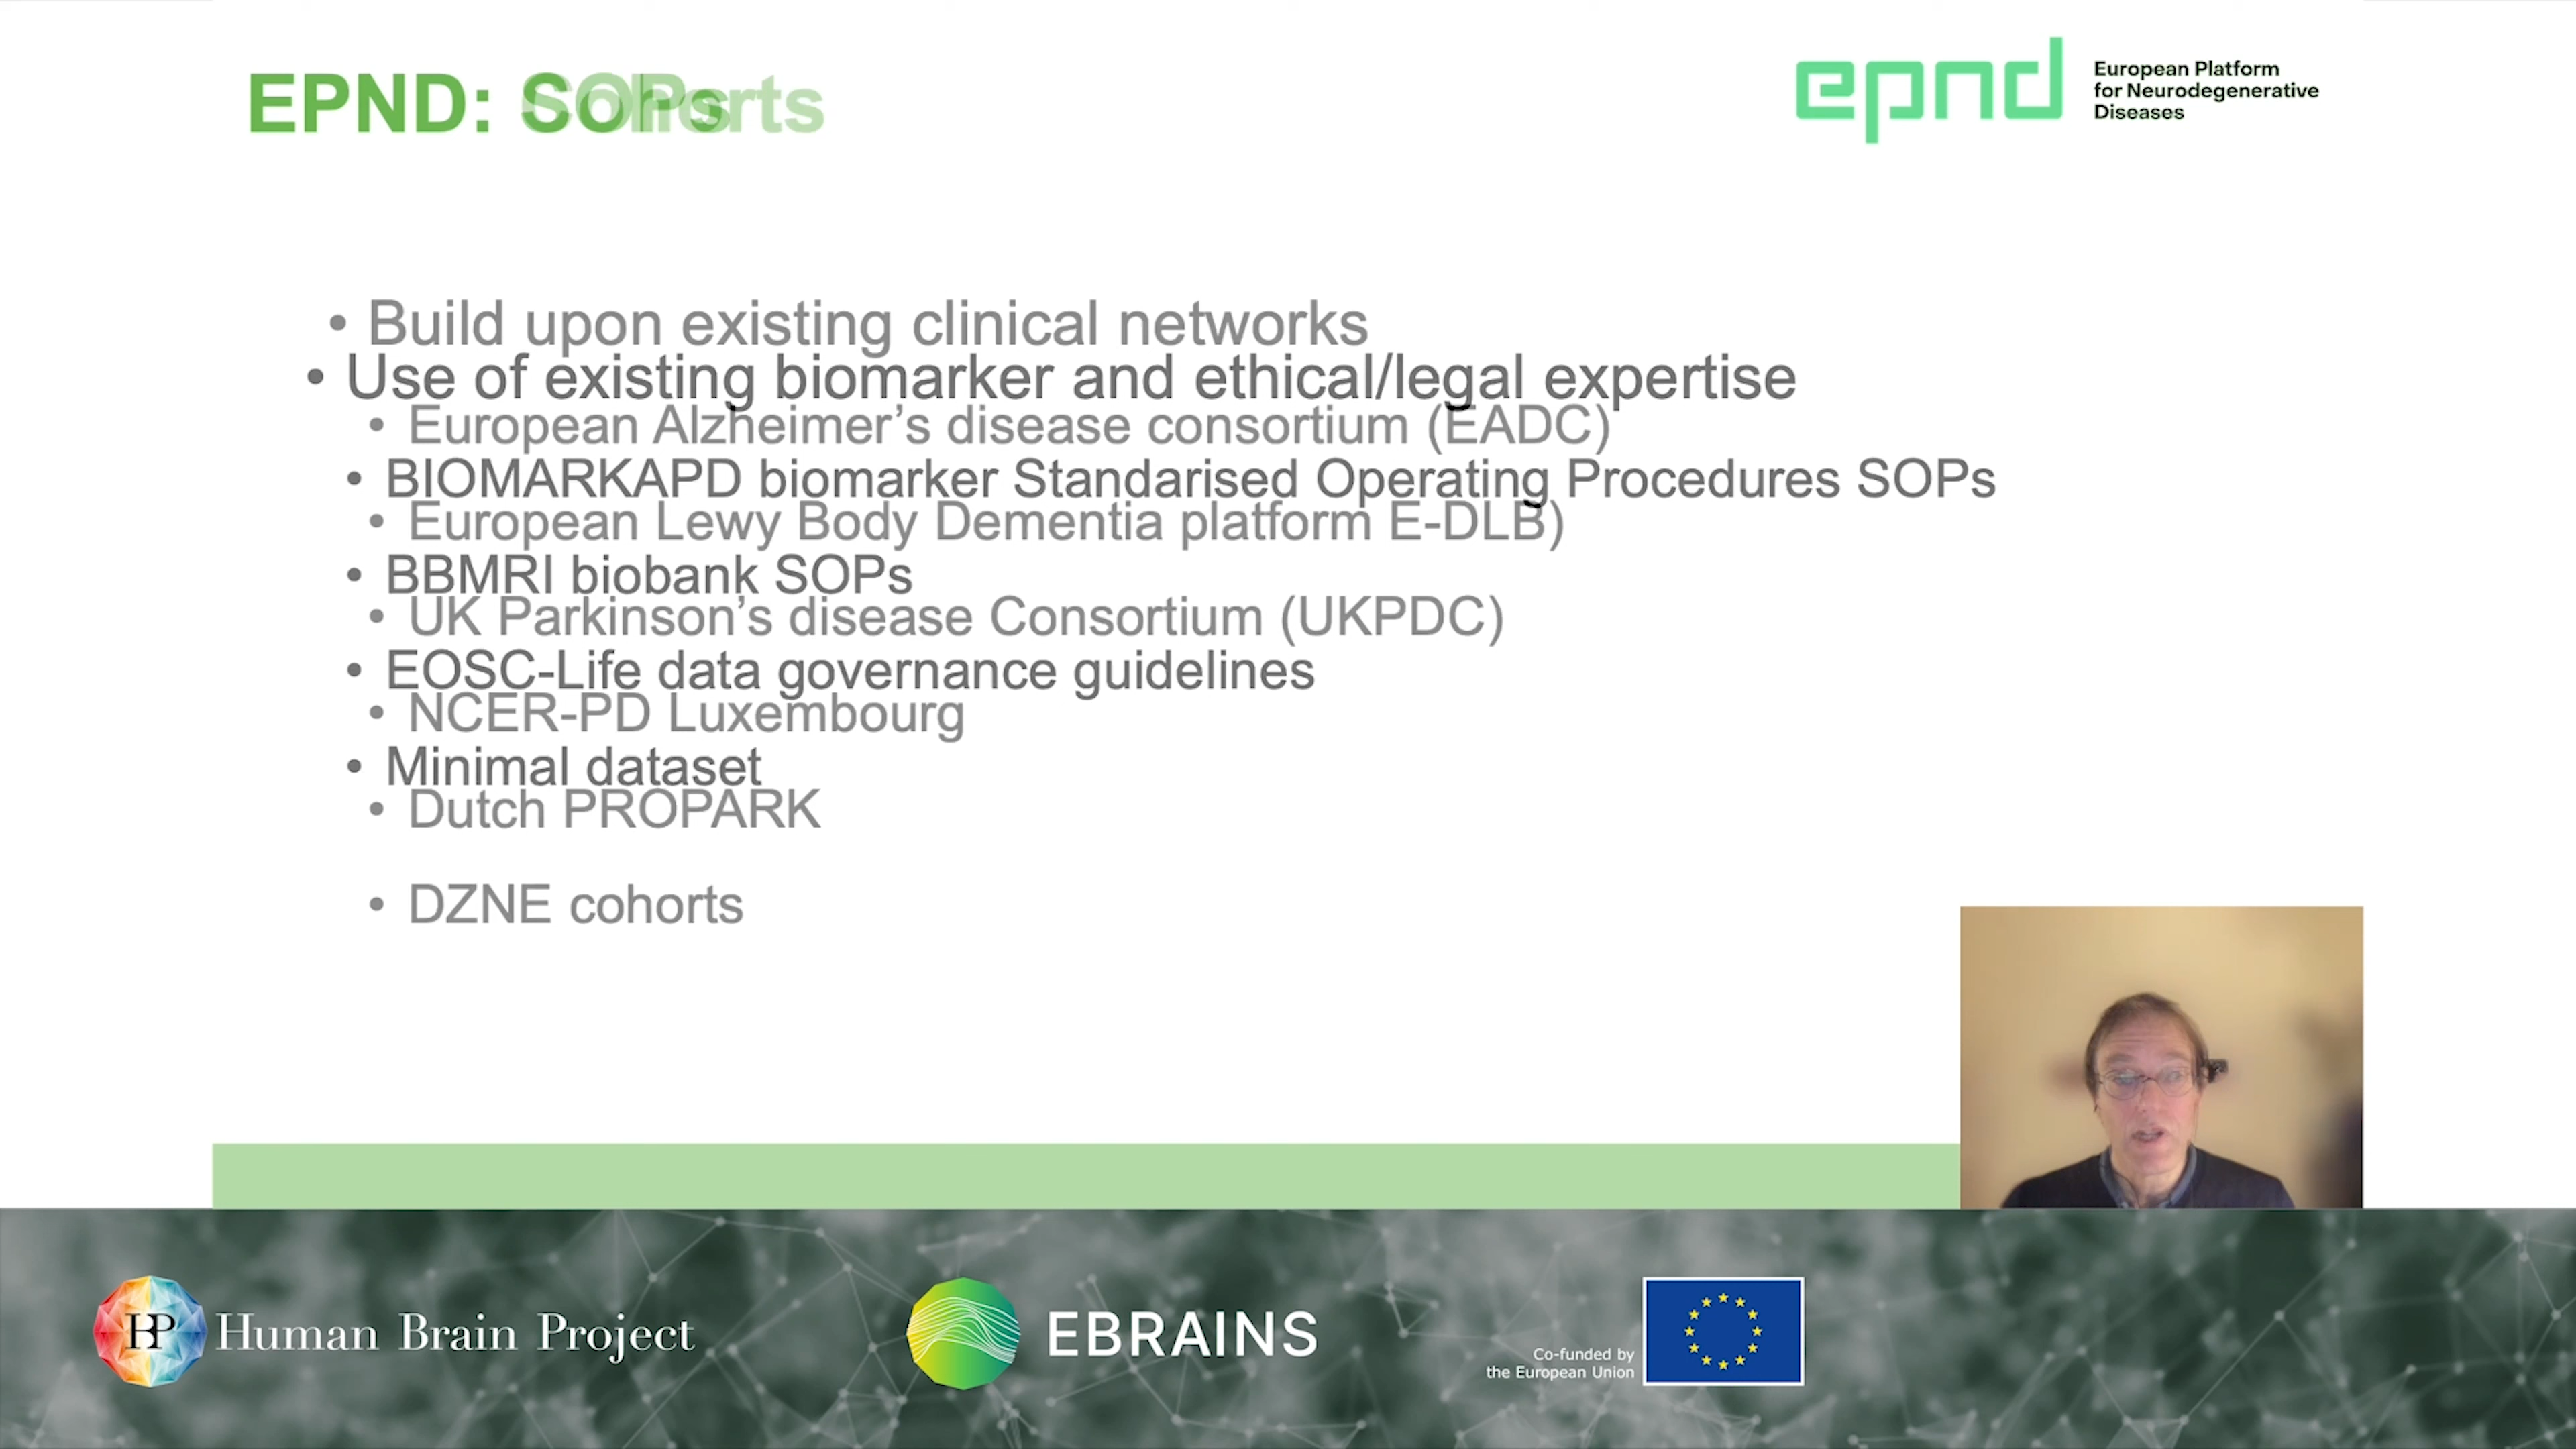 EPND: SOPs
Cohorts
epnd
European Platform
for Neurodegenerative
Diseases
• Build upon existing clinical networks
• Use of existing biomarker and ethical/legal expertise
• European Alzheimer’s disease consortium (EADC)
• BIOMARKAPD biomarker Standarised Operating Procedures SOPs
• European Lewy Body Dementia platform E-DLB)
• BBMRI biobank SOPs
• UK Parkinson’s disease Consortium (UKPDC)
• EOSC-Life data governance guidelines
• NCER-PD Luxembourg
• Minimal dataset
• Dutch PROPARK
• DZNE cohorts
HBP Human Brain Project
EBRAINS
Co-funded by
the European Union